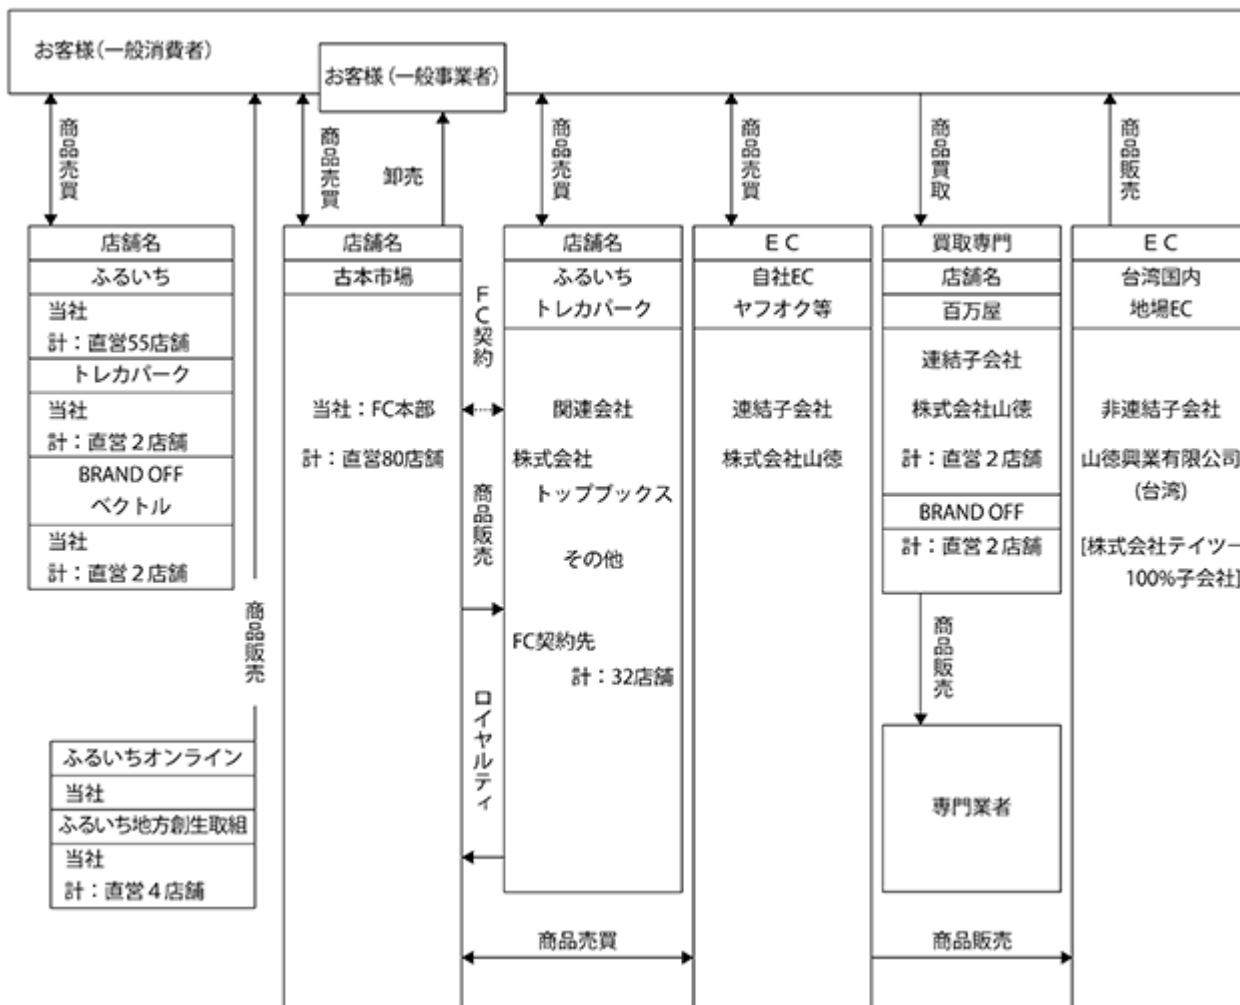 お客様(一般消費者)
お客様(一般事業者)
商品売買
商品売買
卸売
商品売買
商品売買
商品買取
商品販売
店舗名
ふるいち
当社
計：直営55店舗
トレカパーク
当社
計：直営２店舗
BRAND OFF
ベクトル
当社
計：直営２店舗
商品販売
ふるいちオンライン
当社
ふるいち地方創生取組
当社
計：直営４店舗
店舗名
古本市場
当社：FC本部
計：直営80店舗
ＦＣ契約
商品販売
ロイヤルティ
店舗名
ふるいち
トレカパーク
関連会社
株式会社
トップブックス
その他
FC契約先
計：32店舗
商品売買
ＥＣ
自社EC
ヤフオク等
連結子会社
株式会社山徳
買取専門
店舗名
百万屋
連結子会社
株式会社山徳
計：直営２店舗
BRAND OFF
計：直営２店舗
商品販売
専門業者
商品販売
ＥＣ
台湾国内
地場EC
非連結子会社
山徳興業有限公司
(台湾)
[株式会社テイツー
100%子会社]